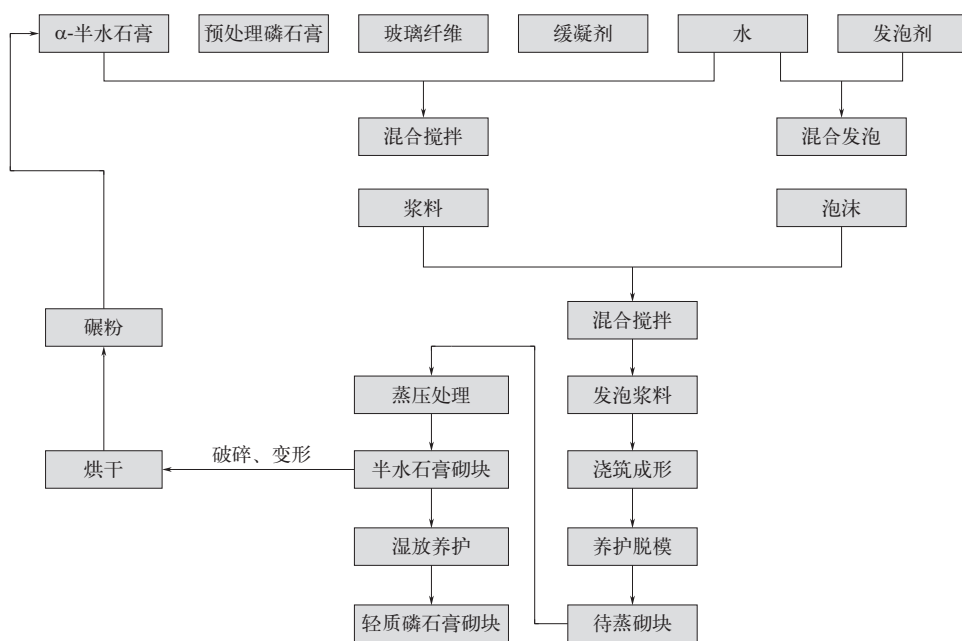 α-半水石膏
预处理磷石膏
玻璃纤维
缓凝剂
水
发泡剂
混合搅拌
混合发泡
浆料
泡沫
碾粉
混合搅拌
蒸压处理
发泡浆料
破碎、变形
烘干
半水石膏砌块
浇筑成形
湿放养护
养护脱模
轻质磷石膏砌块
待蒸砌块